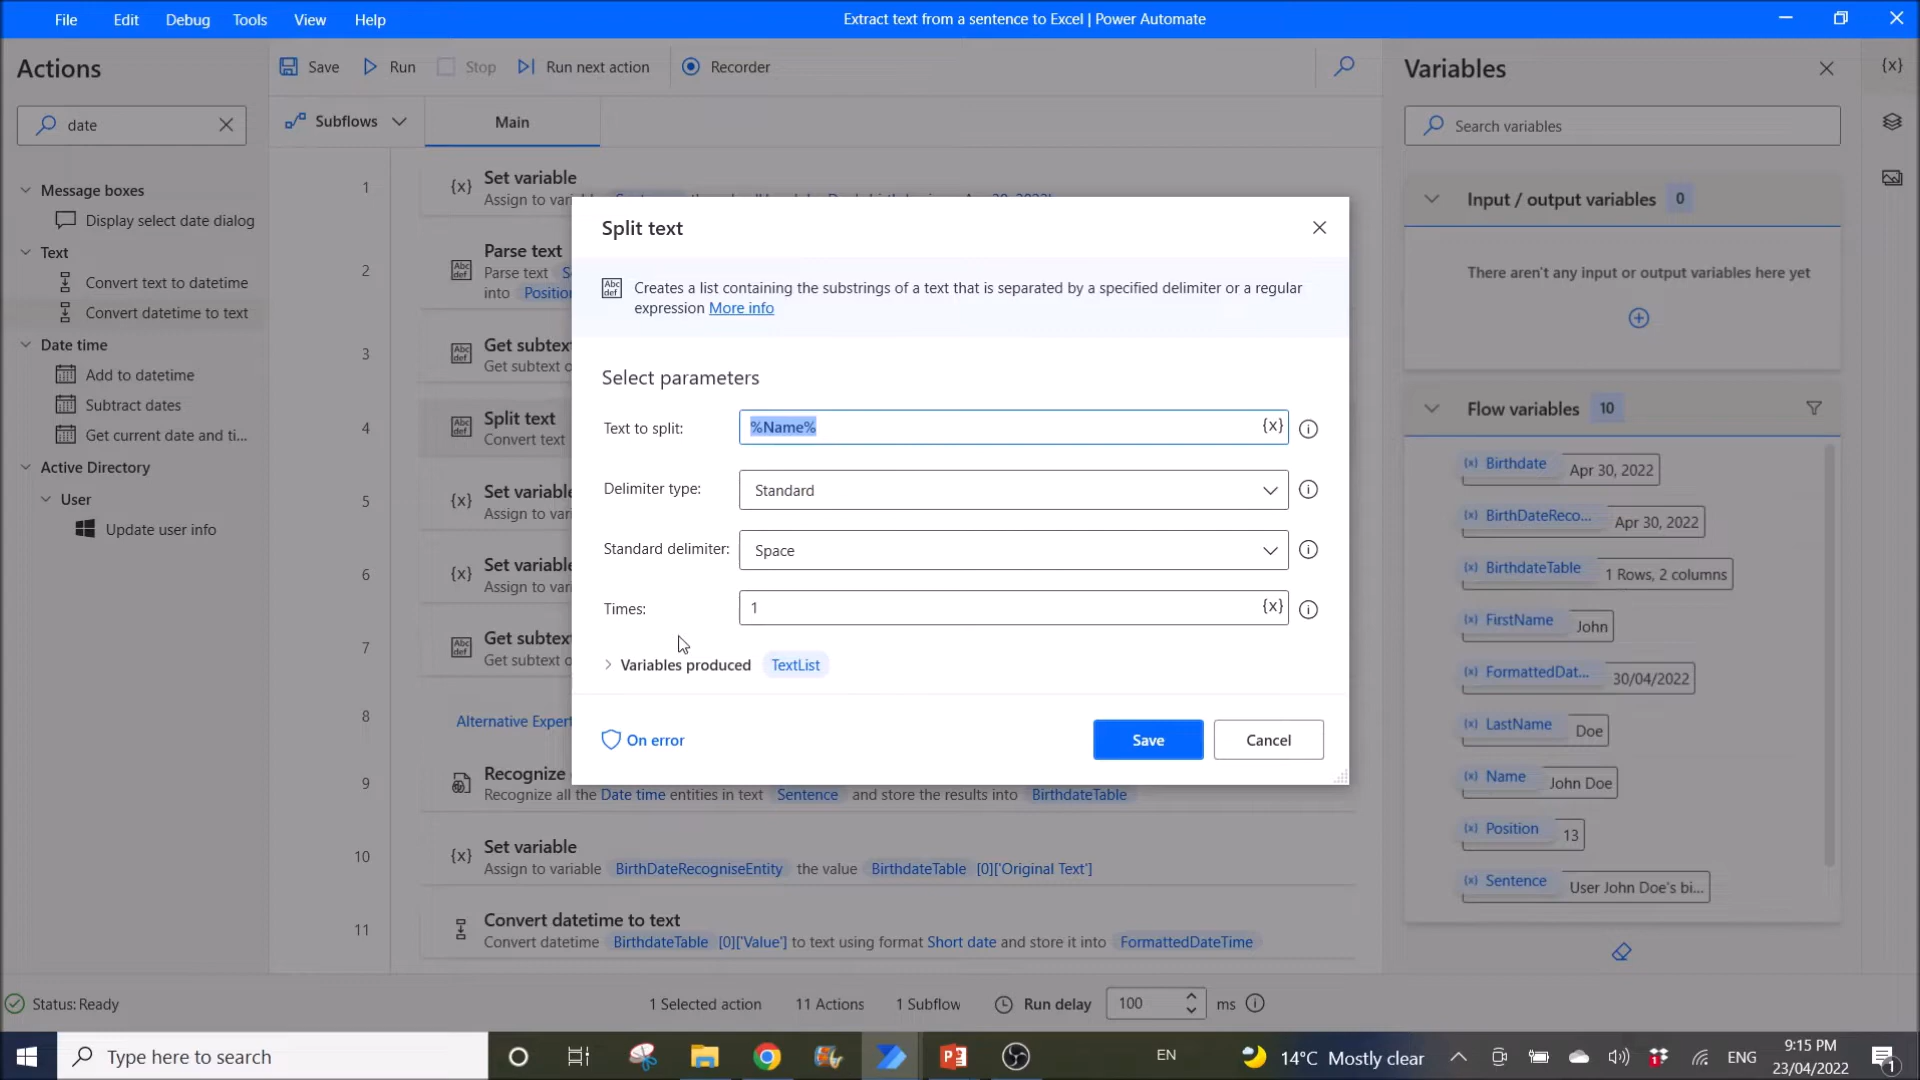 File Edit Debug Tools View Help
Extract text from a sentence to Excel | Power Automate
Actions
date
Message boxes
Display select date dialog
Text
Convert text to datetime
Convert datetime to text
Date time
Add to datetime
Subtract dates
Get current date and ti...
Active Directory
User
Update user info
Save Run Stop Run next action Recorder
Subflows Main
1 Set variable
2 Parse text
Parse text
into Position
3 Get subtext
Get subtext o
4 Split text
Convert text
5 Set variable
Assign to var
6 Set variable
Assign to var
7 Get subtext
Get subtext o
8 Alternative Expert
9 Recognize
Recognize all the Date time entities in text Sentence and store the results into BirthdateTable
10 Set variable
Assign to variable BirthDateRecogniseEntity the value BirthdateTable [0]['Original Text']
11 Convert datetime to text
Convert datetime BirthdateTable [0]['Value'] to text using format Short date and store it into FormattedDateTime
Split text
Abc def
Creates a list containing the substrings of a text that is separated by a specified delimiter or a regular
expression More info
Select parameters
Text to split: %Name% {x}
Delimiter type: Standard
Standard delimiter: Space
Times: 1 {x}
Variables produced TextList
On error Save Cancel
Variables {x}
Search variables
Input / output variables 0
There aren't any input or output variables here yet
Flow variables 10
Birthdate Apr 30, 2022
BirthDateReco... Apr 30, 2022
BirthdateTable 1 Rows, 2 columns
FirstName John
FormattedDat... 30/04/2022
LastName Doe
Name John Doe
Position 13
Sentence User John Doe's bi...
Status: Ready 1 Selected action 11 Actions 1 Subflow Run delay 100 ms
Type here to search EN 14°C Mostly clear ENG 9:15 PM
23/04/2022 1